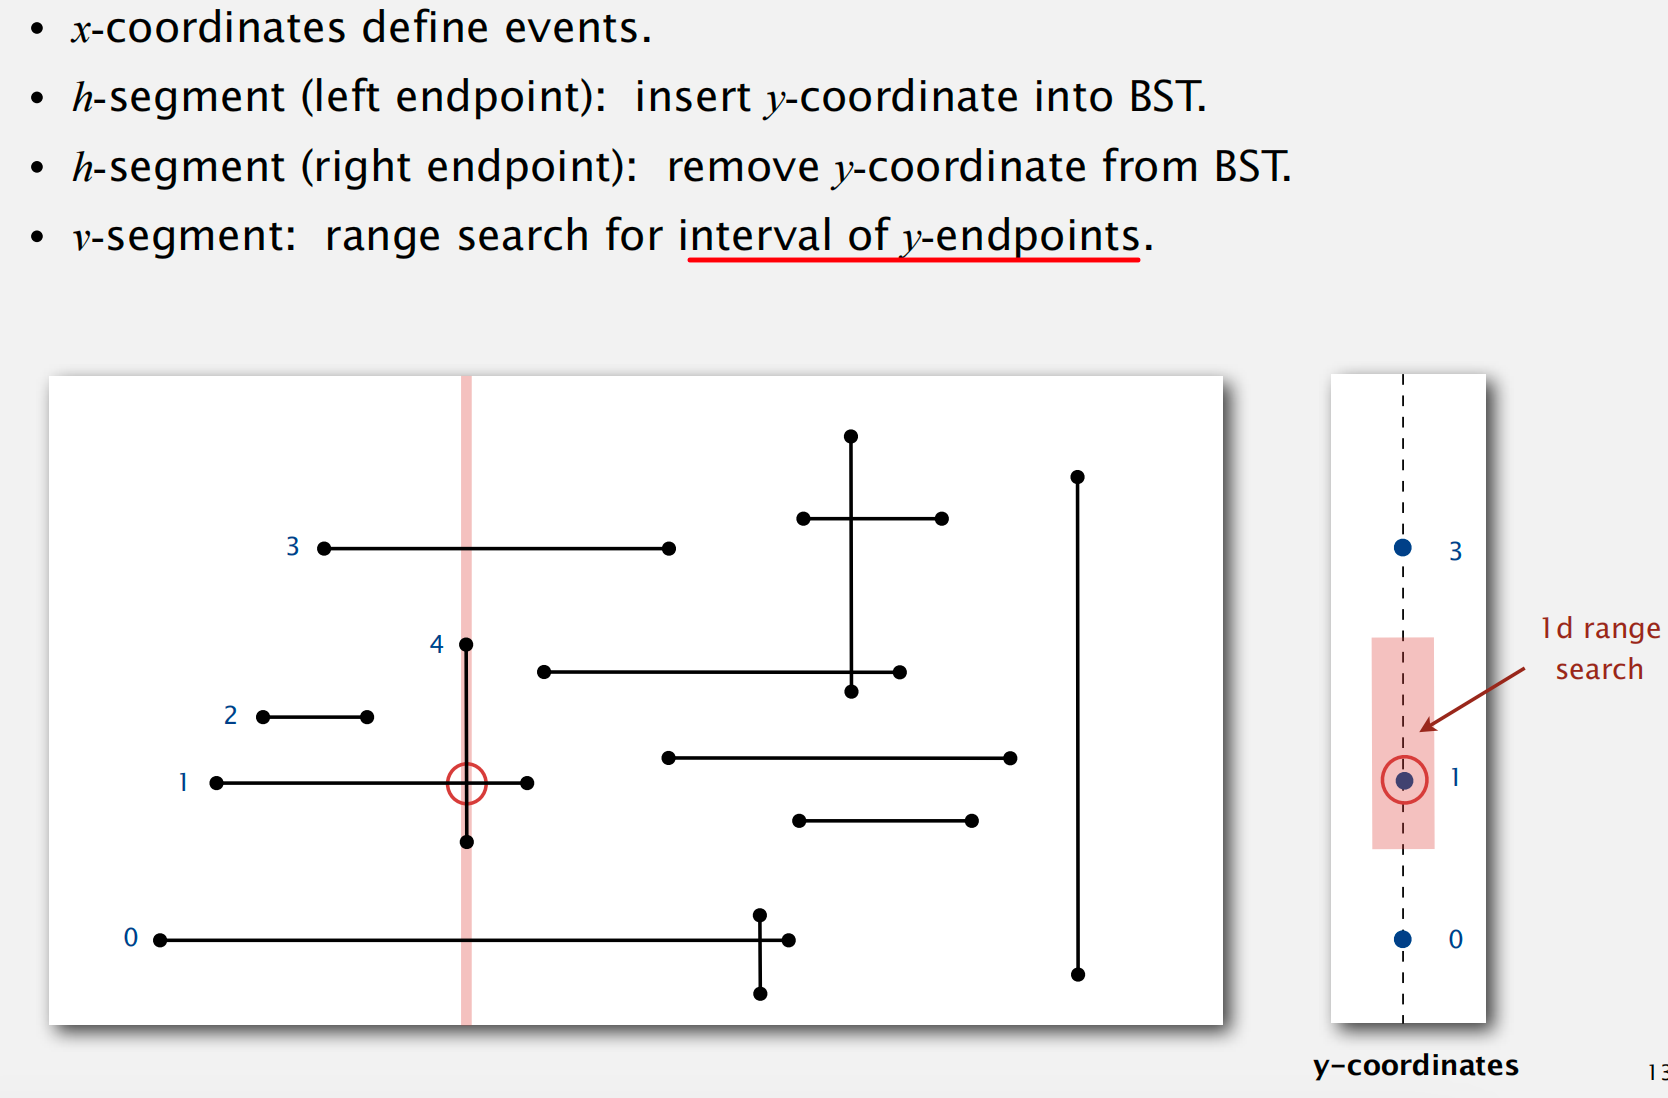 • x-coordinates define events.
• h-segment (left endpoint): insert y-coordinate into BST.
• h-segment (right endpoint): remove y-coordinate from BST.
• v-segment: range search for interval of y-endpoints.
3
4
2
1
0
3
1
0
1d range
search
y-coordinates
13